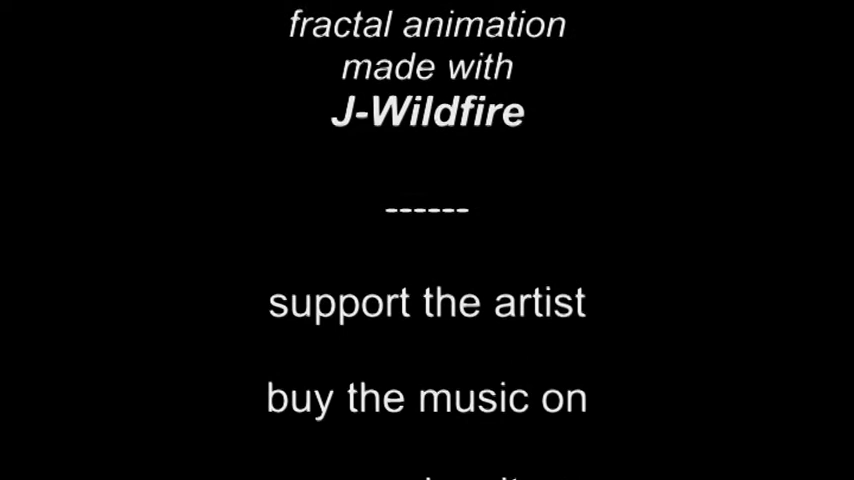 fractal animation
made with
J-Wildfire
------
support the artist
buy the music on